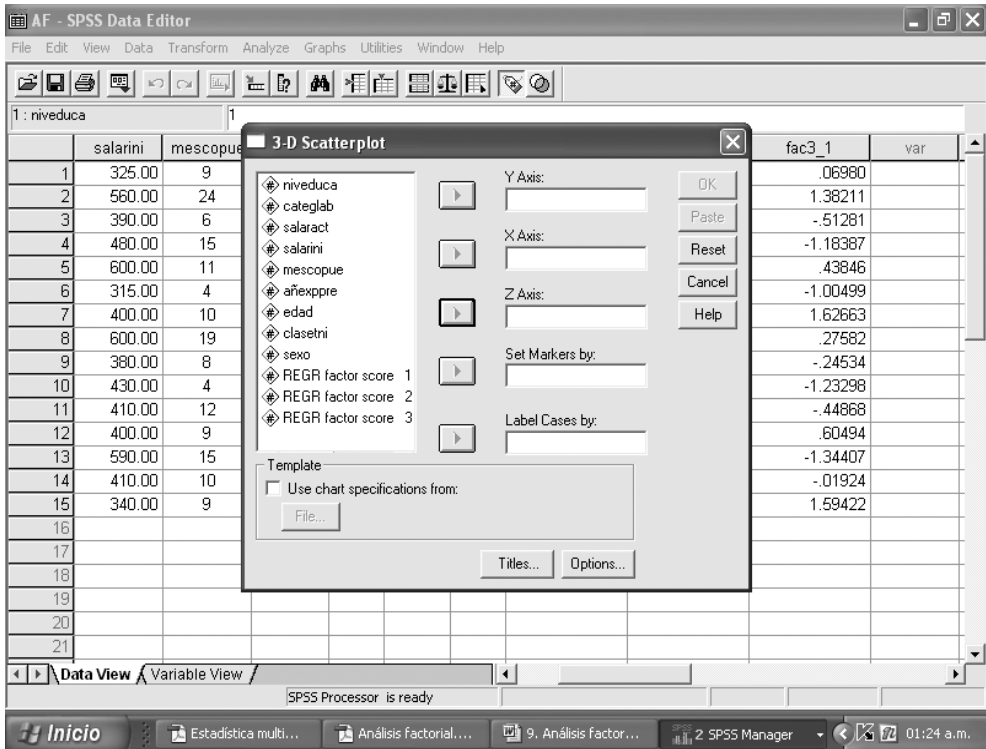 AF - SPSS Data Editor
File Edit View Data Transform Analyze Graphs Utilities Window Help
1 : niveduca 1
salarini mescopue fac3_1 var
1 325.00 9 .06980
2 560.00 24 1.38211
3 390.00 6 -.51281
4 480.00 15 -1.18387
5 600.00 11 .43846
6 315.00 4 -1.00499
7 400.00 10 1.62663
8 600.00 19 .27582
9 380.00 8 -.24534
10 430.00 4 -1.23298
11 410.00 12 -.44868
12 400.00 9 .60494
13 590.00 15 -1.34407
14 410.00 10 -.01924
15 340.00 9 1.59422
16
17
18
19
20
21
3-D Scatterplot
niveduca
categlab
salaract
salarini
mescopue
añexppre
edad
clasetni
sexo
REGR factor score 1
REGR factor score 2
REGR factor score 3
Y Axis:
X Axis:
Z Axis:
Set Markers by:
Label Cases by:
OK
Paste
Reset
Cancel
Help
Template
Use chart specifications from:
File...
Titles... Options...
Data View Variable View
SPSS Processor is ready
Inicio Estadística multi... Análisis factorial.... 9. Análisis factor... 2 SPSS Manager 01:24 a.m.